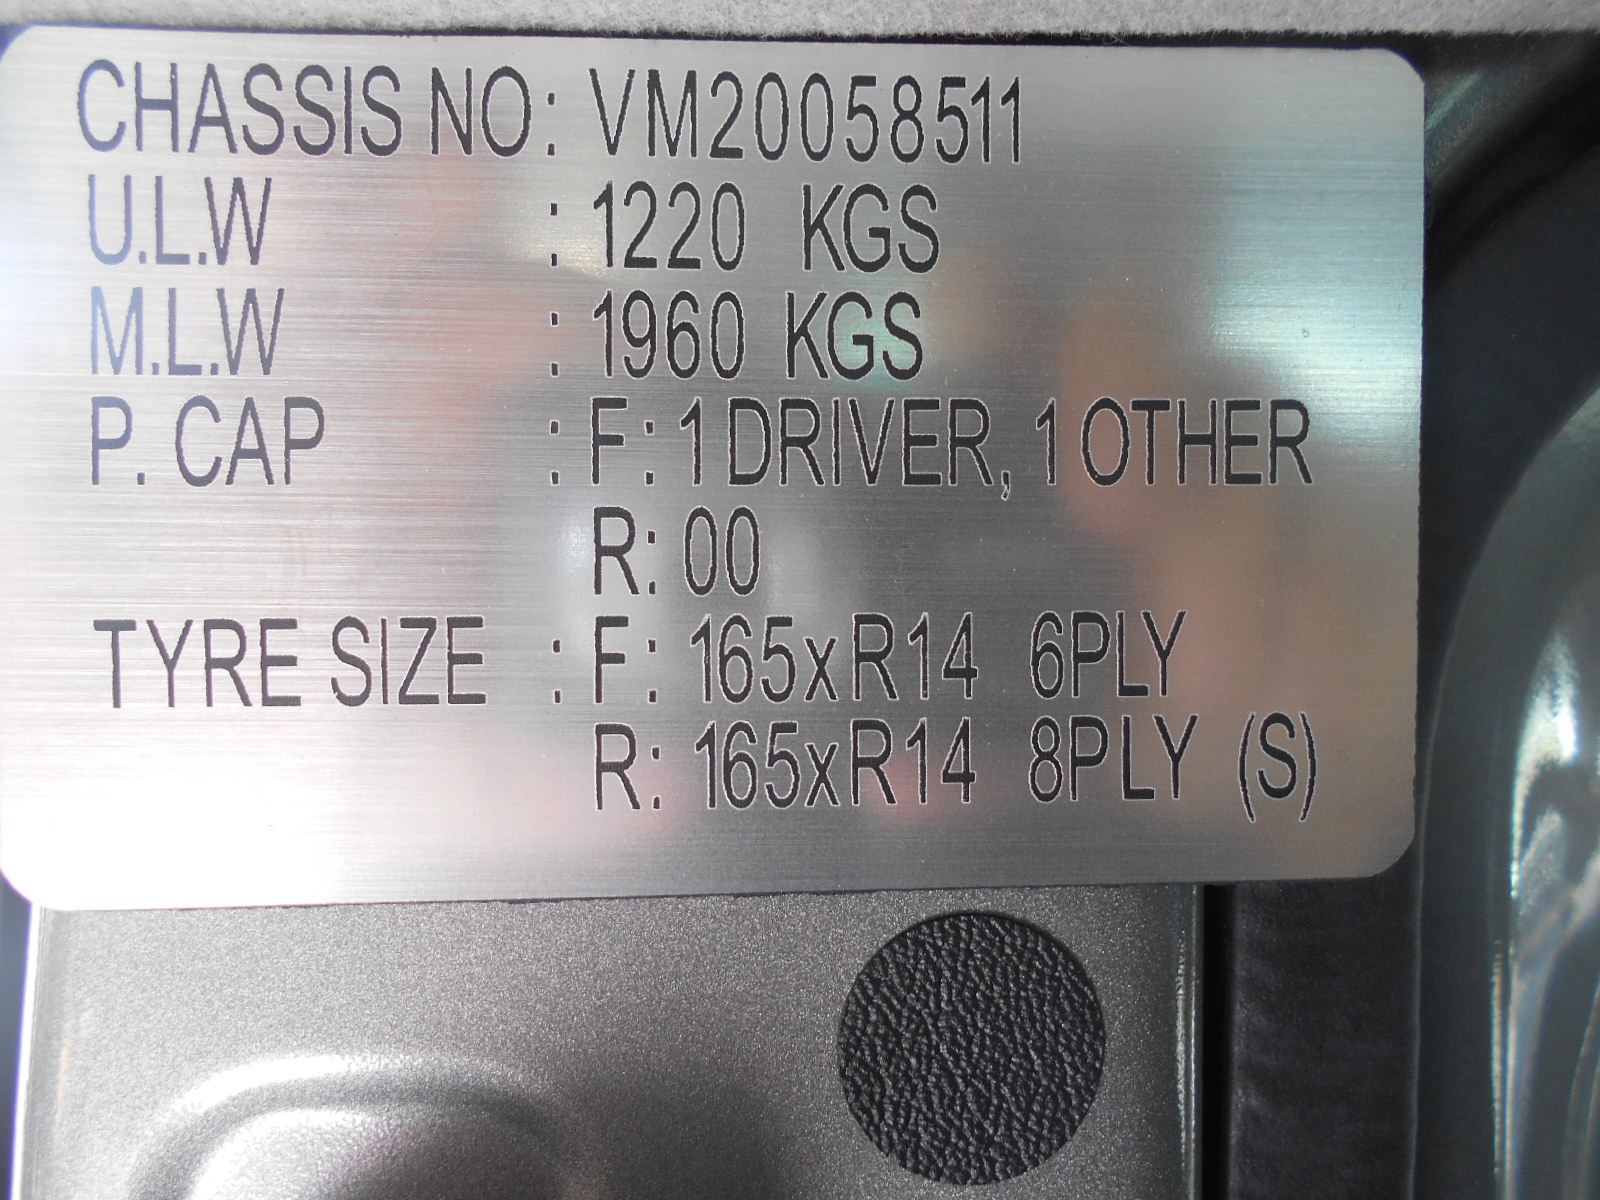 CHASSIS NO: VM20058511
U.L.W : 1220 KGS
M.L.W : 1960 KGS
P. CAP : F: 1 DRIVER, 1 OTHER
R: 00
TYRE SIZE : F: 165xR14 6PLY
R: 165xR14 8PLY (S)